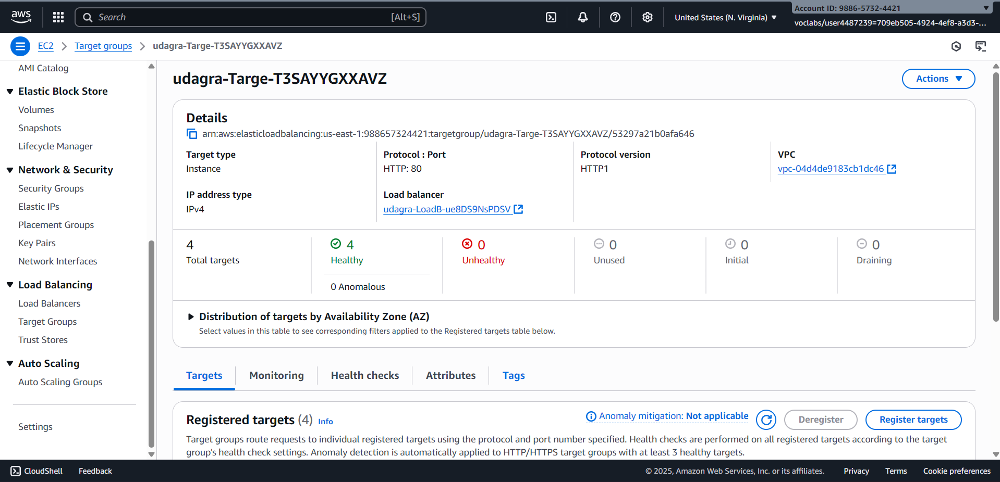 aws
Search
[Alt+S]
United States (N. Virginia)
Account ID: 9886-5732-4421
voclabs/user4487239=709eb505-4924-4ef8-a3d3-...
EC2
Target groups
udagra-Targe-T3SAYYGXXAVZ
AMI Catalog
Elastic Block Store
Volumes
Snapshots
Lifecycle Manager
Network & Security
Security Groups
Elastic IPs
Placement Groups
Key Pairs
Network Interfaces
Load Balancing
Load Balancers
Target Groups
Trust Stores
Auto Scaling
Auto Scaling Groups
Settings
udagra-Targe-T3SAYYGXXAVZ
Actions
Details
arn:aws:elasticloadbalancing:us-east-1:988657324421:targetgroup/udagra-Targe-T3SAYYGXXAVZ/53297a21b0afa646
Target type
Instance
Protocol : Port
HTTP: 80
Protocol version
HTTP1
VPC
vpc-04d4de9183cb1dc46
IP address type
IPv4
Load balancer
udagra-LoadB-ue8DS9NsPDSV
4
Total targets
4
Healthy
0 Anomalous
0
Unhealthy
0
Unused
0
Initial
0
Draining
Distribution of targets by Availability Zone (AZ)
Select values in this table to see corresponding filters applied to the Registered targets table below.
Targets
Monitoring
Health checks
Attributes
Tags
Registered targets (4) Info
Anomaly mitigation: Not applicable
Deregister
Register targets
Target groups route requests to individual registered targets using the protocol and port number specified. Health checks are performed on all registered targets according to the target
group's health check settings. Anomaly detection is automatically applied to HTTP/HTTPS target groups with at least 3 healthy targets.
CloudShell
Feedback
© 2025, Amazon Web Services, Inc. or its affiliates.
Privacy
Terms
Cookie preferences